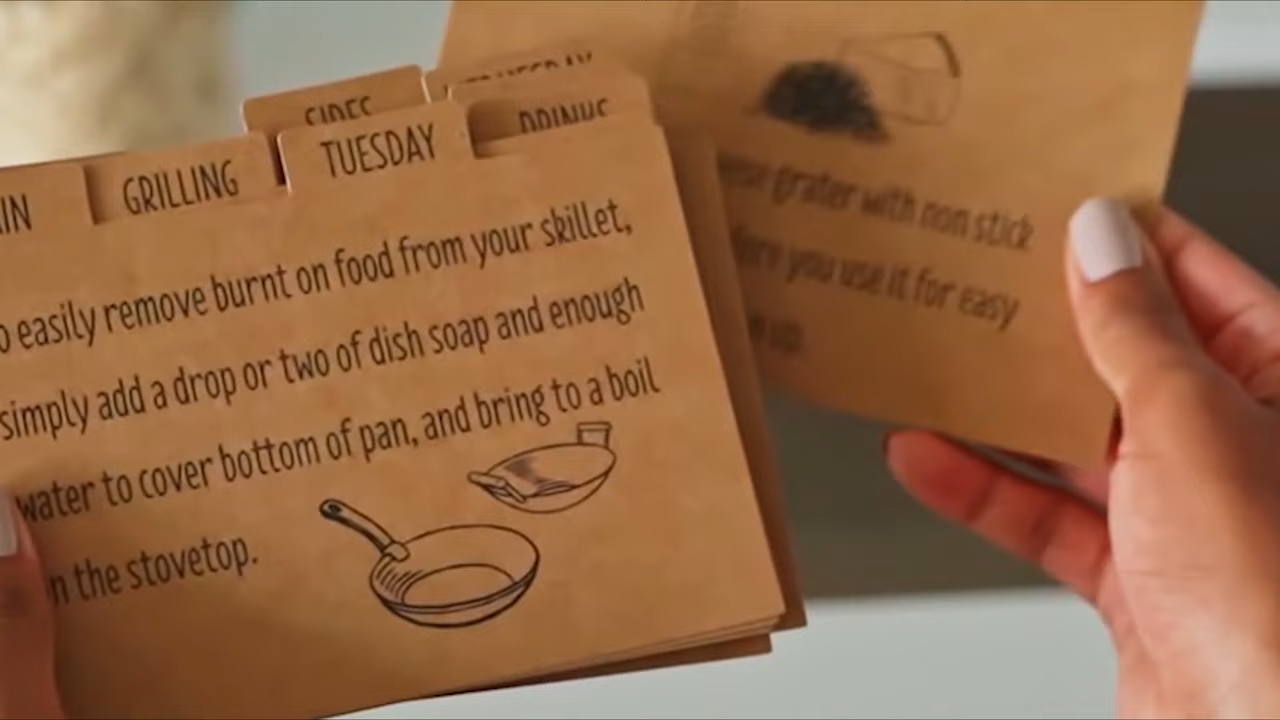 SIDES
DRINKS
IN
GRILLING
TUESDAY
o easily remove burnt on food from your skillet,
simply add a drop or two of dish soap and enough
water to cover bottom of pan, and bring to a boil
n the stovetop.
grater with non stick
you use it for easy
up.